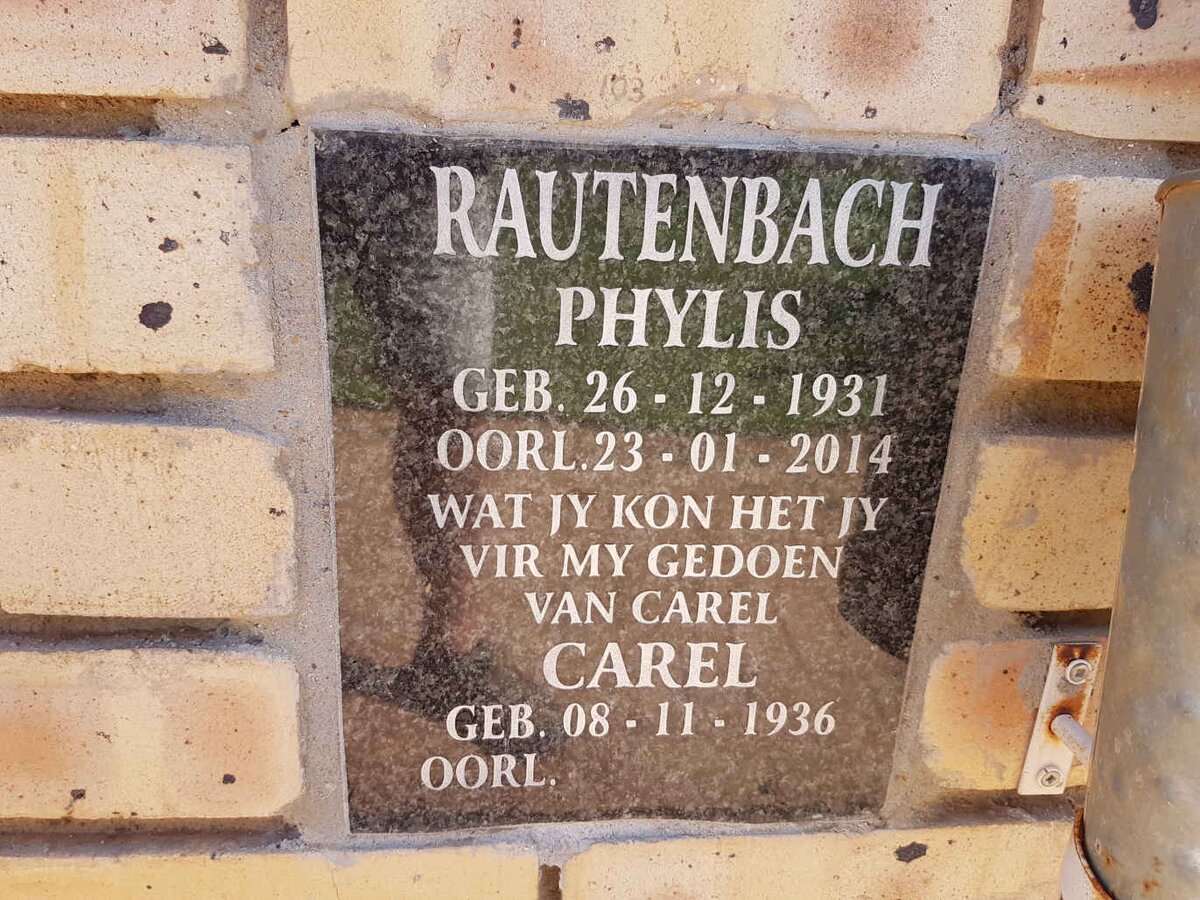 103
RAUTENBACH
PHYLIS
GEB. 26 - 12 - 1931
OORL.23 - 01 - 2014
WAT JY KON HET JY
VIR MY GEDOEN
VAN CAREL
CAREL
GEB. 08 - 11 - 1936
OORL.